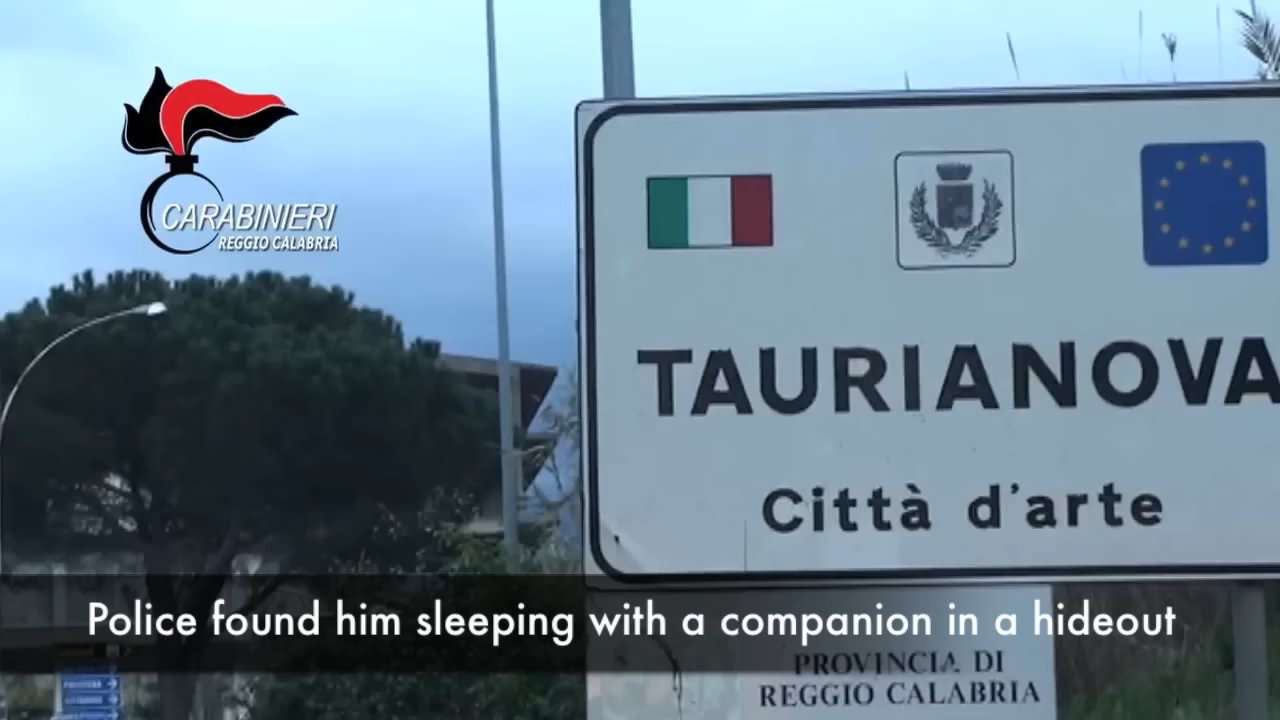 CARABINIERI
REGGIO CALABRIA
TAURIANOVA
Città d'arte
Police found him sleeping with a companion in a hideout
PROVINCIA DI
REGGIO CALABRIA